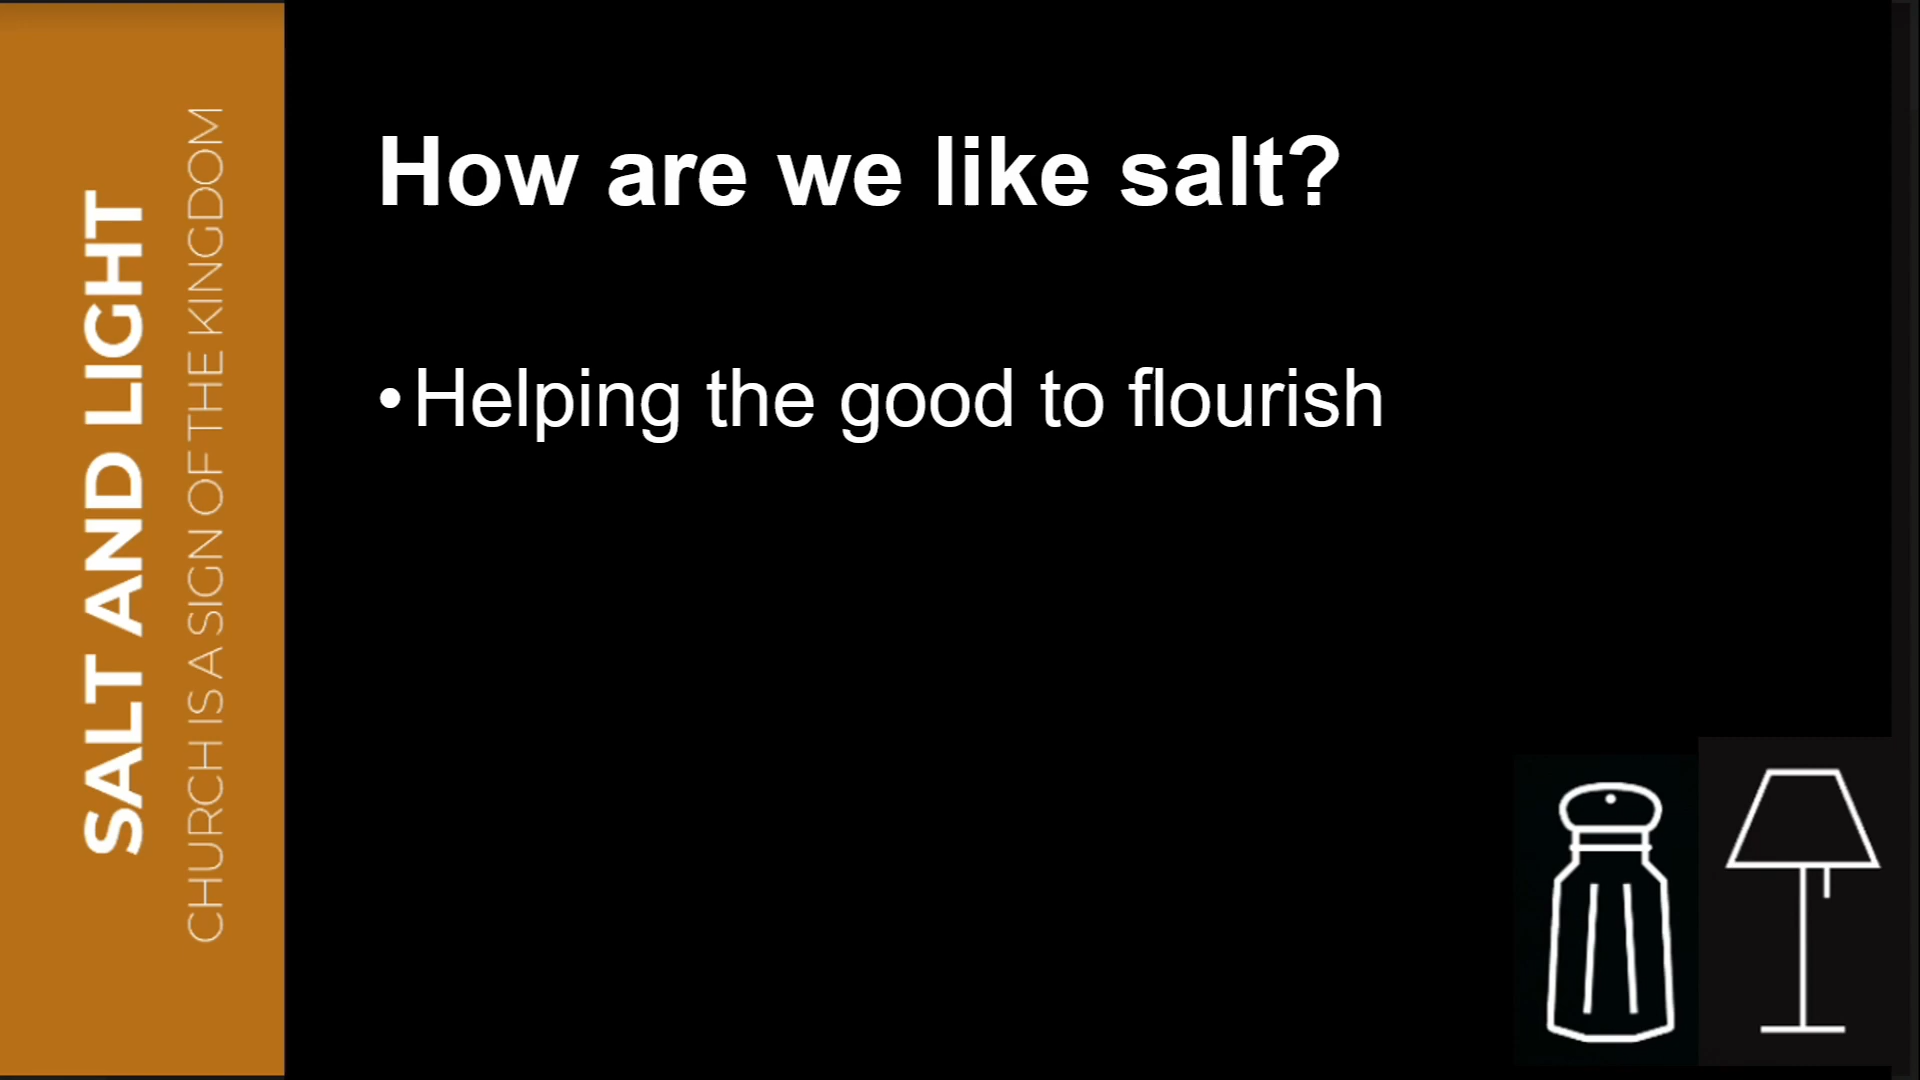 SALT AND LIGHT
CHURCH IS A SIGN OF THE KINGDOM
How are we like salt?
• Helping the good to flourish